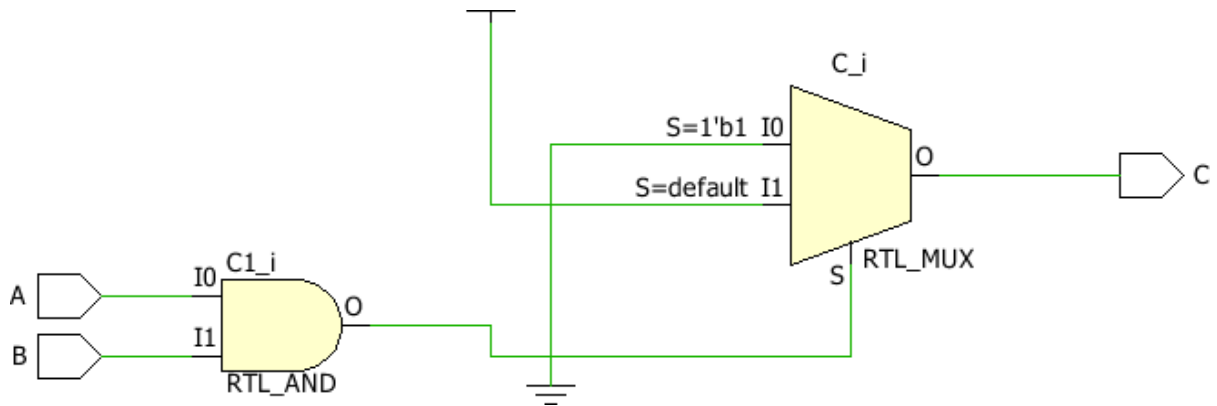 C_i
S=1'b1 I0
O
C
S=default I1
S
RTL_MUX
C1_i
A
I0
O
B
I1
RTL_AND